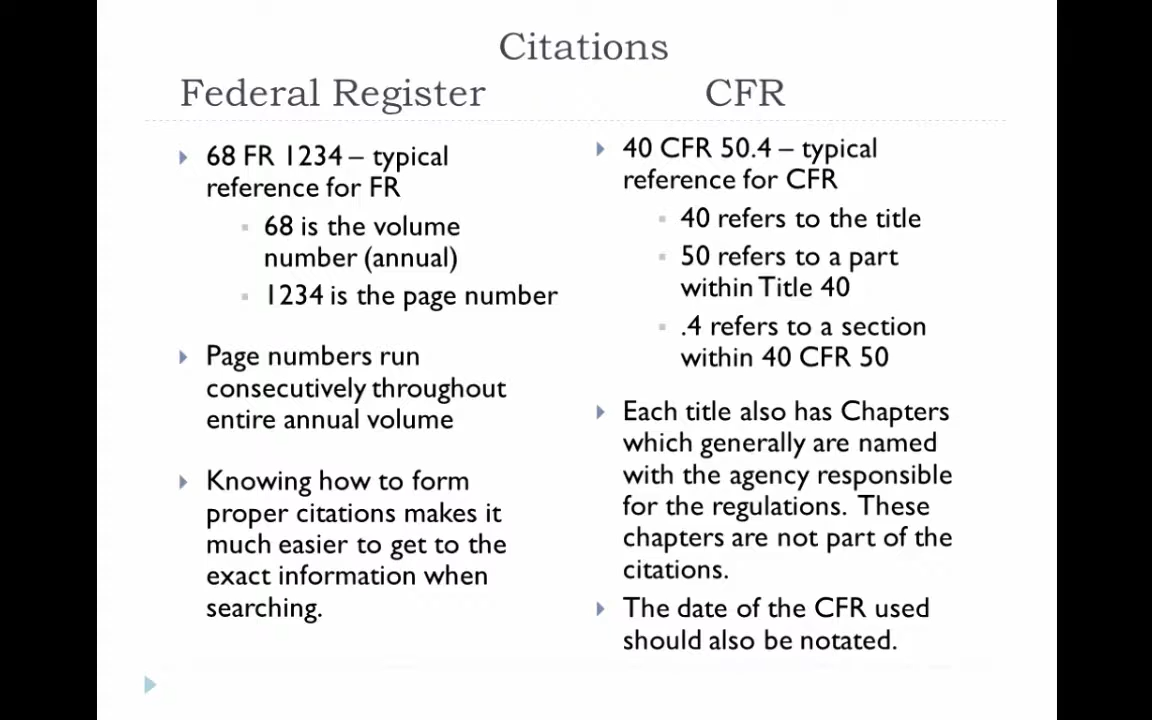 Citations
Federal Register
CFR
68 FR 1234 – typical
reference for FR
68 is the volume
number (annual)
1234 is the page number
Page numbers run
consecutively throughout
entire annual volume
Knowing how to form
proper citations makes it
much easier to get to the
exact information when
searching.
40 CFR 50.4 – typical
reference for CFR
40 refers to the title
50 refers to a part
within Title 40
.4 refers to a section
within 40 CFR 50
Each title also has Chapters
which generally are named
with the agency responsible
for the regulations. These
chapters are not part of the
citations.
The date of the CFR used
should also be notated.